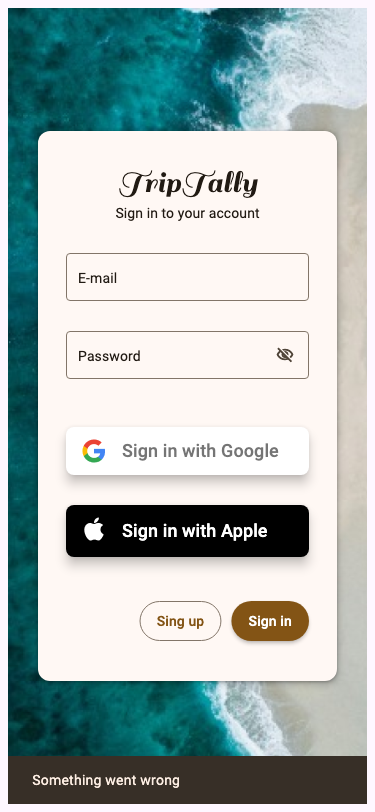 TripTally
Sign in to your account
E-mail
Password
Sign in with Google
Sign in with Apple
Sing up
Sign in
Something went wrong